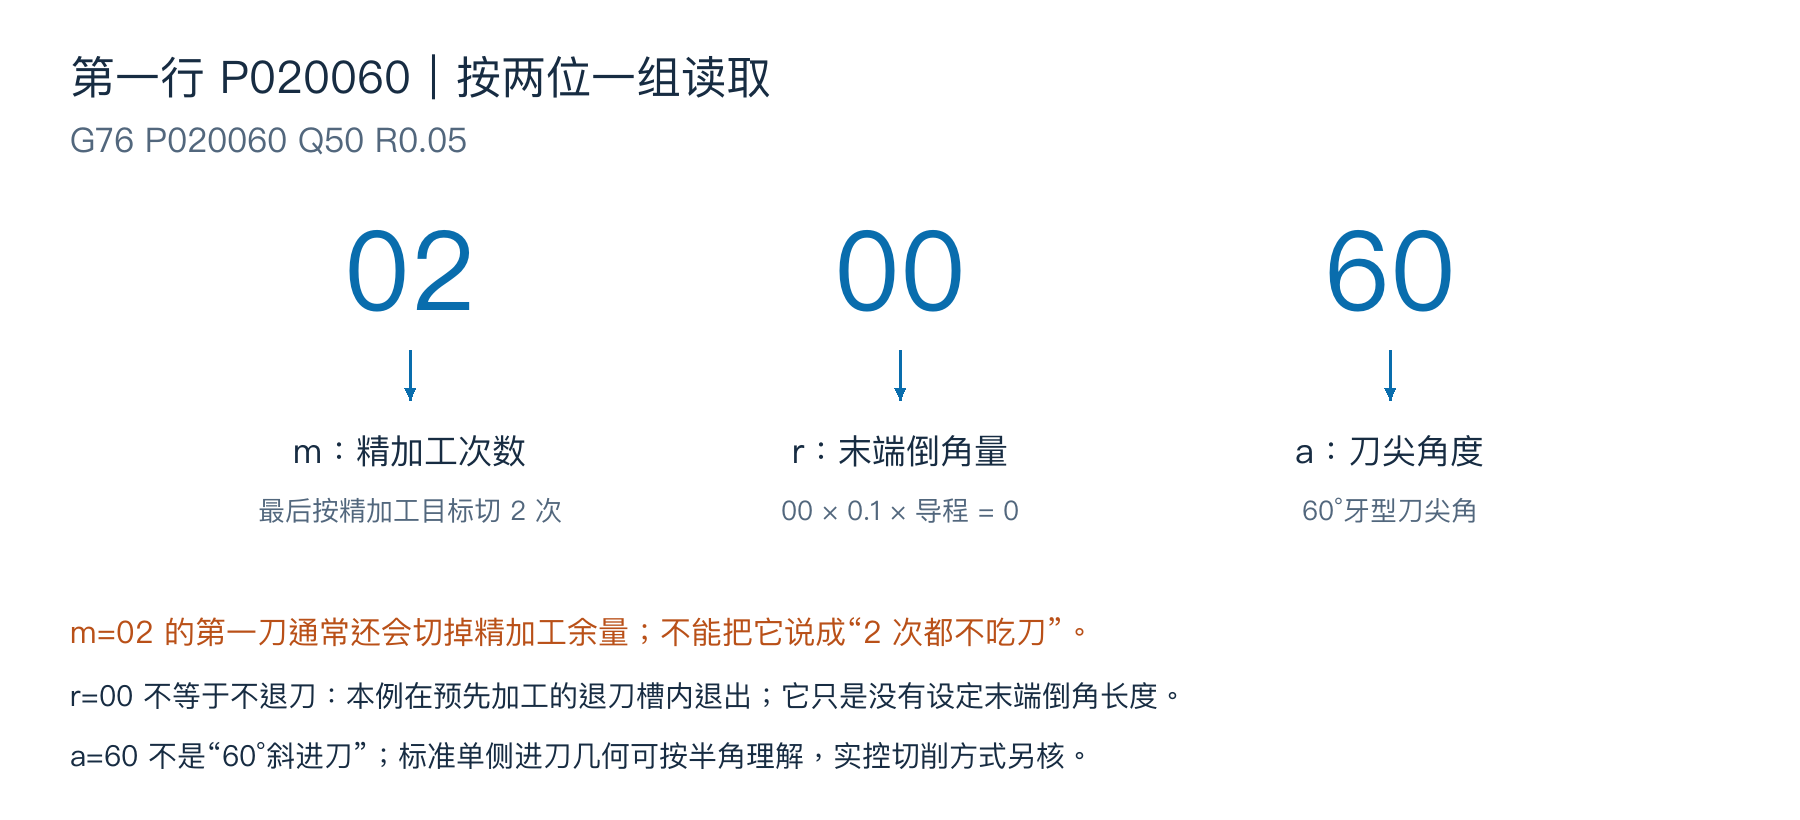 第一行 P020060｜按两位一组读取
G76 P020060 Q50 R0.05
02 00 60
m：精加工次数 r：末端倒角量 a：刀尖角度
最后按精加工目标切 2 次 00 × 0.1 × 导程 = 0 60°牙型刀尖角
m=02 的第一刀通常还会切掉精加工余量；不能把它说成“2 次都不吃刀”。
r=00 不等于不退刀：本例在预先加工的退刀槽内退出；它只是没有设定末端倒角长度。
a=60 不是“60°斜进刀”；标准单侧进刀几何可按半角理解，实控切削方式另核。